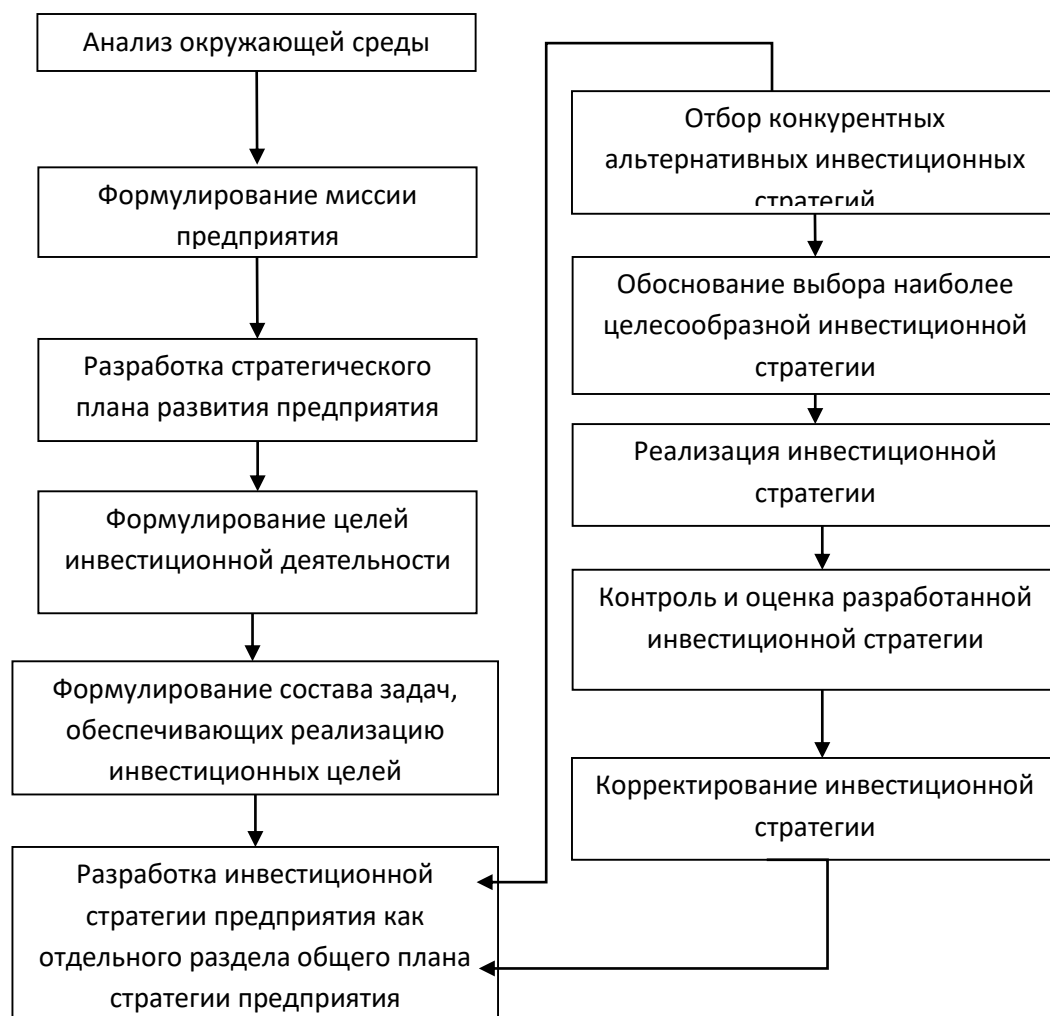 Анализ окружающей среды
Формулирование миссии
предприятия
Разработка стратегического
плана развития предприятия
Формулирование целей
инвестиционной деятельности
Формулирование состава задач,
обеспечивающих реализацию
инвестиционных целей
Разработка инвестиционной
стратегии предприятия как
отдельного раздела общего плана
стратегии предприятия
Отбор конкурентных
альтернативных инвестиционных
стратегий
Обоснование выбора наиболее
целесообразной инвестиционной
стратегии
Реализация инвестиционной
стратегии
Контроль и оценка разработанной
инвестиционной стратегии
Корректирование инвестиционной
стратегии